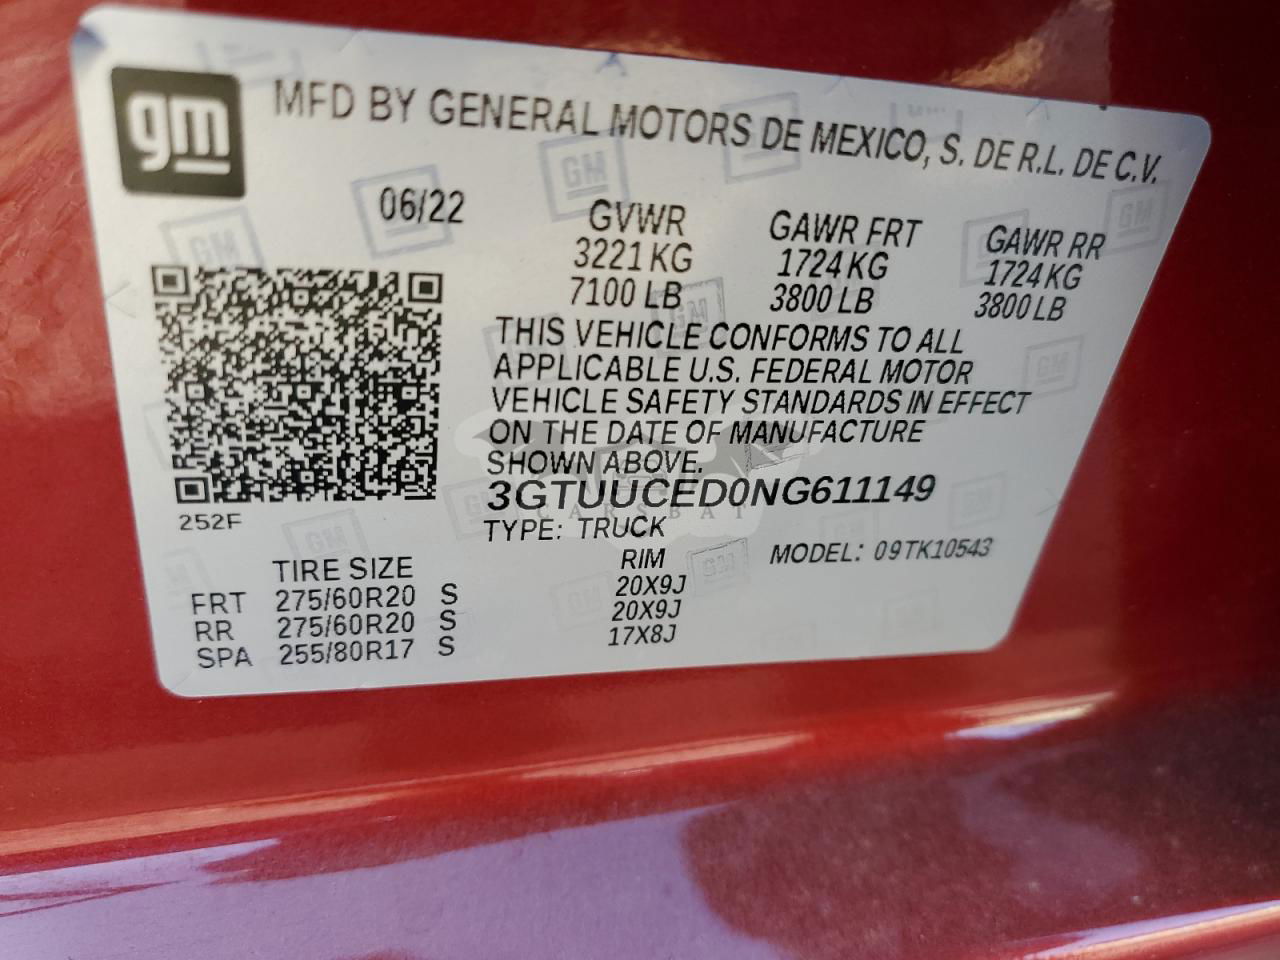 gm
MFD BY GENERAL MOTORS DE MEXICO, S. DE R.L. DE C.V.
06/22
GVWR GAWR FRT GAWR RR
3221 KG 1724 KG 1724 KG
7100 LB 3800 LB 3800 LB
THIS VEHICLE CONFORMS TO ALL
APPLICABLE U.S. FEDERAL MOTOR
VEHICLE SAFETY STANDARDS IN EFFECT
ON THE DATE OF MANUFACTURE
SHOWN ABOVE.
3GTUUCED0NG611149
CARSBAT
252F
TYPE: TRUCK
TIRE SIZE RIM MODEL: 09TK10543
FRT 275/60R20 S 20X9J
RR 275/60R20 S 20X9J
SPA 255/80R17 S 17X8J